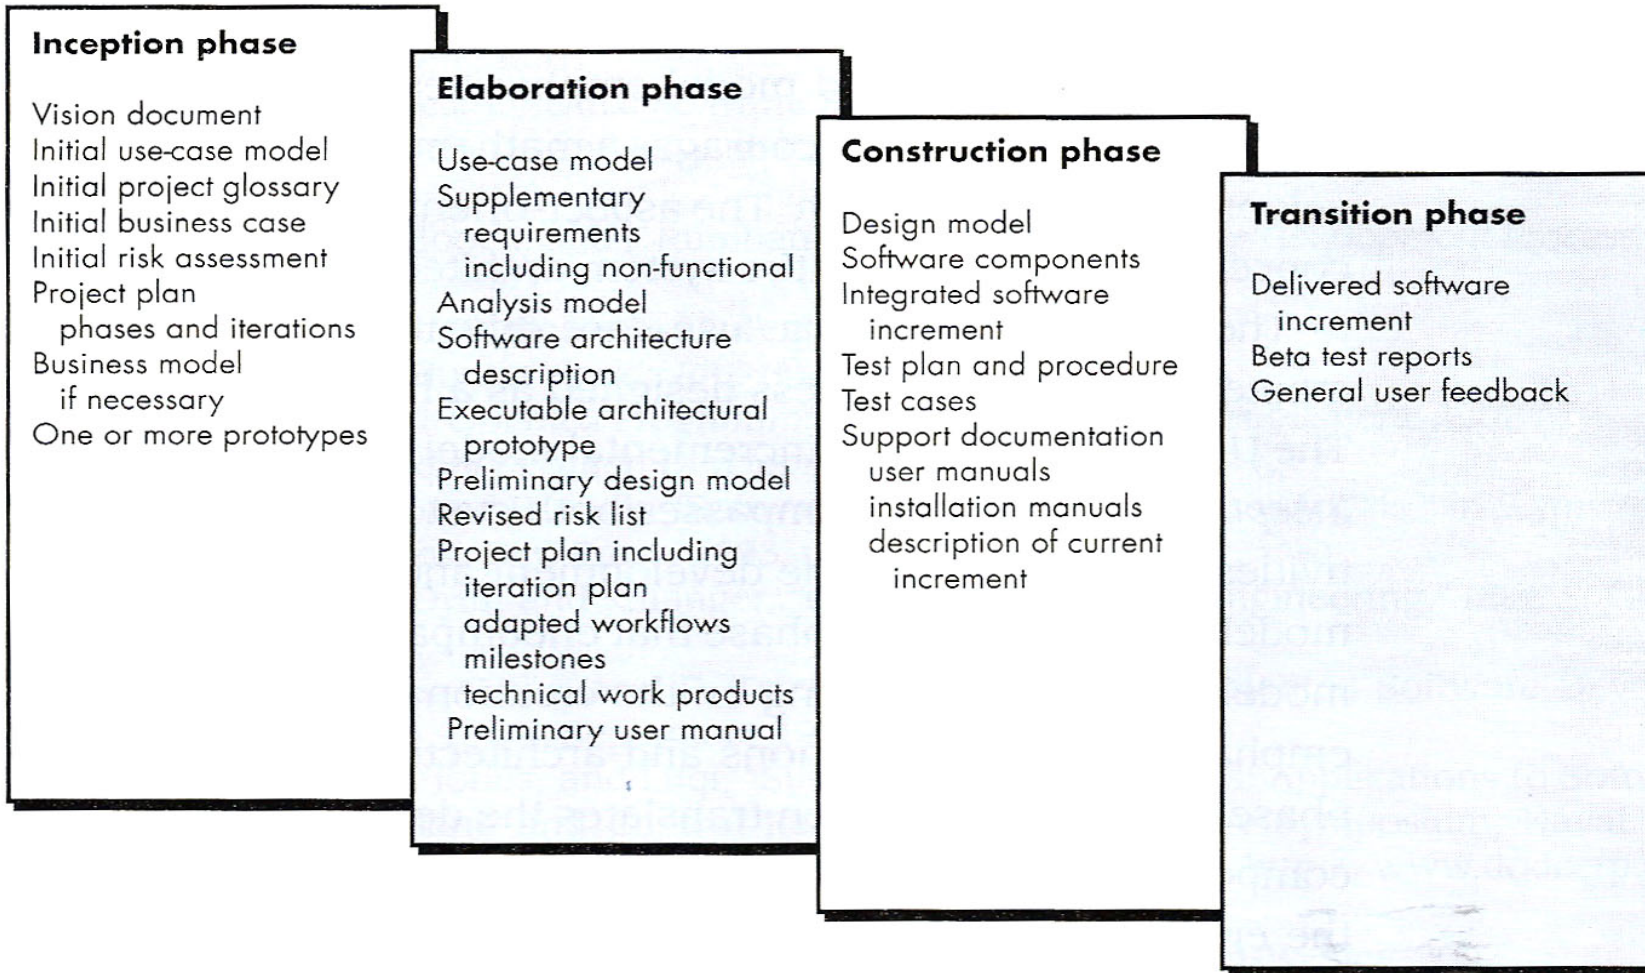 Inception phase
Vision document
Initial use-case model
Initial project glossary
Initial business case
Initial risk assessment
Project plan
phases and iterations
Business model
if necessary
One or more prototypes
Elaboration phase
Use-case model
Supplementary
requirements
including non-functional
Analysis model
Software architecture
description
Executable architectural
prototype
Preliminary design model
Revised risk list
Project plan including
iteration plan
adapted workflows
milestones
technical work products
Preliminary user manual
Construction phase
Design model
Software components
Integrated software
increment
Test plan and procedure
Test cases
Support documentation
user manuals
installation manuals
description of current
increment
Transition phase
Delivered software
increment
Beta test reports
General user feedback